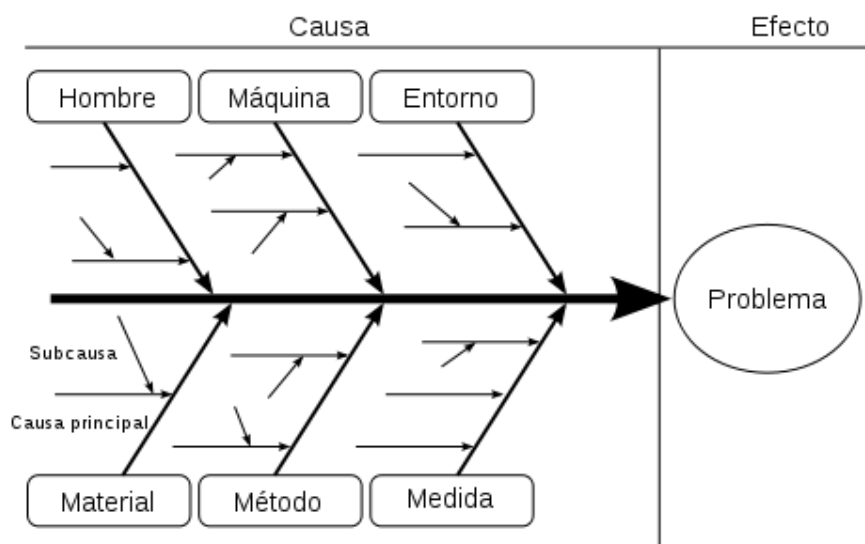 Causa
Efecto
Hombre
Máquina
Entorno
Problema
Subcausa
Causa principal
Material
Método
Medida